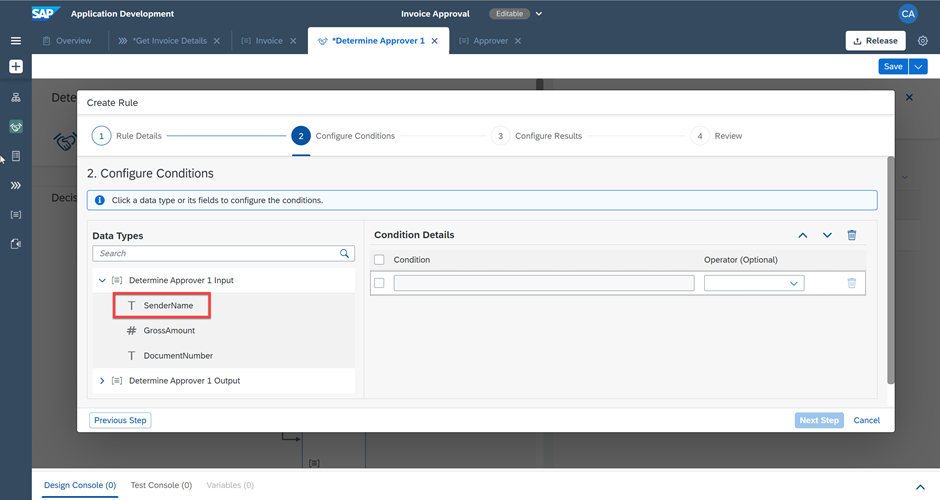 SAP Application Development Invoice Approval Editable CA
Overview *Get Invoice Details Invoice *Determine Approver 1 Approver Release
Save
Create Rule
1 Rule Details 2 Configure Conditions 3 Configure Results 4 Review
2. Configure Conditions
Click a data type or its fields to configure the conditions.
Data Types
Search
Determine Approver 1 Input
T SenderName
# GrossAmount
T DocumentNumber
Determine Approver 1 Output
Condition Details
Condition Operator (Optional)
Previous Step Next Step Cancel
Design Console (0) Test Console (0) Variables (0)